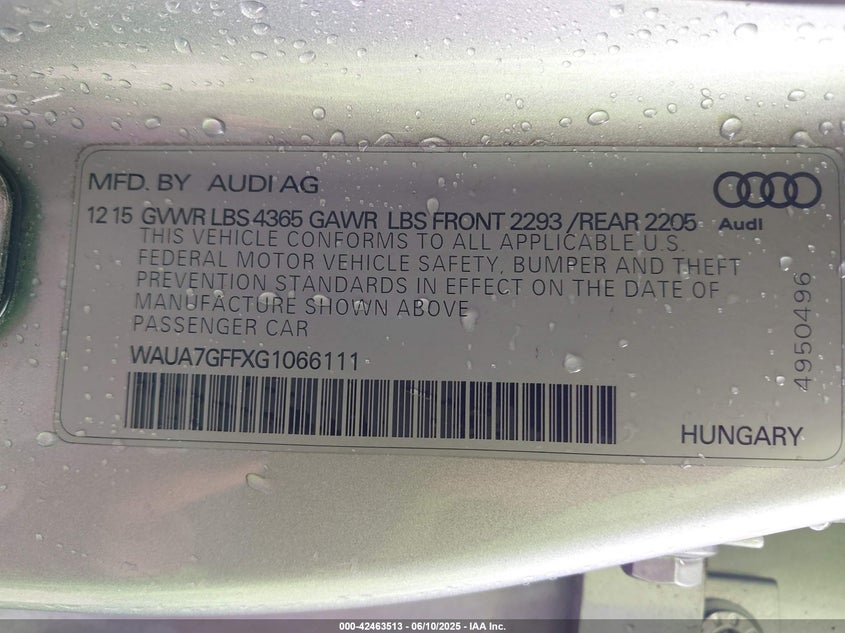 MFD. BY AUDI AG
Audi
12 15 GVWR LBS 4365 GAWR LBS FRONT 2293 /REAR 2205
THIS VEHICLE CONFORMS TO ALL APPLICABLE U.S.
FEDERAL MOTOR VEHICLE SAFETY, BUMPER AND THEFT
PREVENTION STANDARDS IN EFFECT ON THE DATE OF
MANUFACTURE SHOWN ABOVE
PASSENGER CAR
WAUA7GFFXG1066111
4950496
HUNGARY
000-42463513 - 06/10/2025 - IAA Inc.